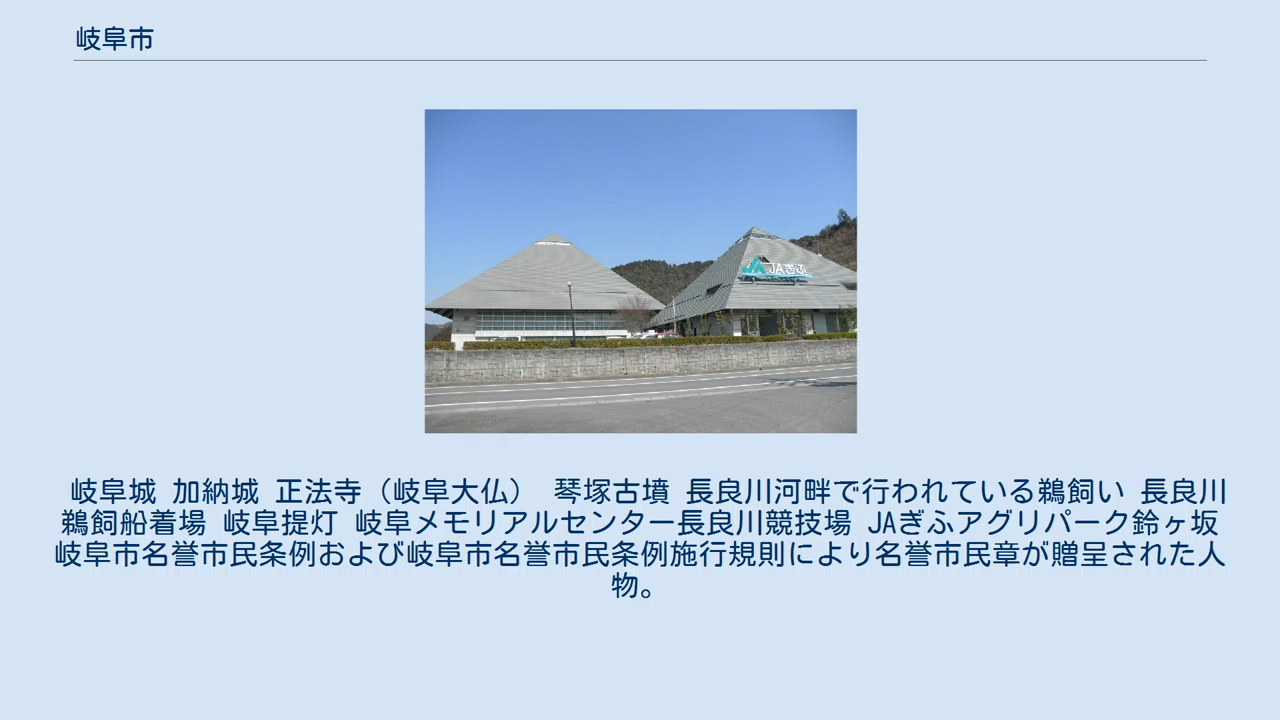 岐阜市
JAぎふ
岐阜城 加納城 正法寺（岐阜大仏） 琴塚古墳 長良川河畔で行われている鵜飼い 長良川
鵜飼船着場 岐阜提灯 岐阜メモリアルセンター長良川競技場 JAぎふアグリパーク鈴ヶ坂
岐阜市名誉市民条例および岐阜市名誉市民条例施行規則により名誉市民章が贈呈された人
物。